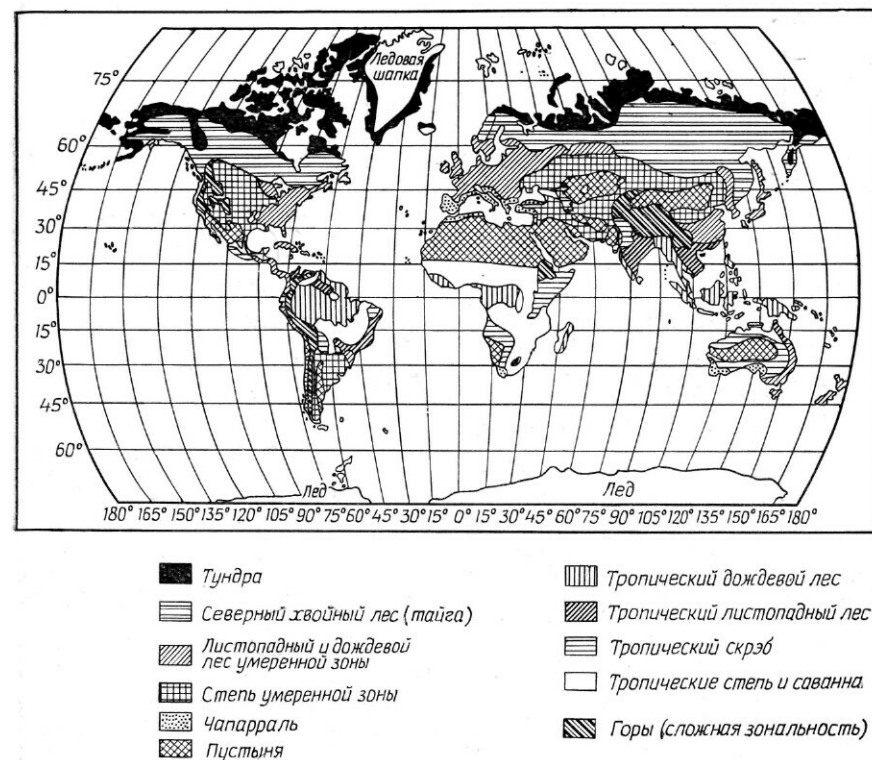 Ледовая
шапка
75°
60°
45°
30°
15°
0°
15°
30°
45°
60°
Лед
Лед
180° 165° 150° 135° 120° 105° 90° 75° 60° 45° 30° 15° 0° 15° 30° 45° 60° 75° 90° 105° 120° 135° 150° 165° 180°
Тундра
Северный хвойный лес (тайга)
Листопадный и дождевой
лес умеренной зоны
Степь умеренной зоны
Чапарраль
Пустыня
Тропический дождевой лес
Тропический листопадный лес
Тропический скрэб
Тропические степь и саванна
Горы (сложная зональность)